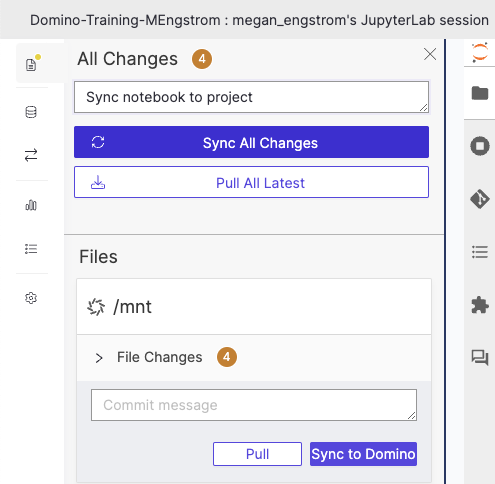 Domino-Training-MEngstrom : megan_engstrom's JupyterLab session
All Changes 4
Sync notebook to project
Sync All Changes
Pull All Latest
Files
/mnt
File Changes 4
Commit message
Pull Sync to Domino